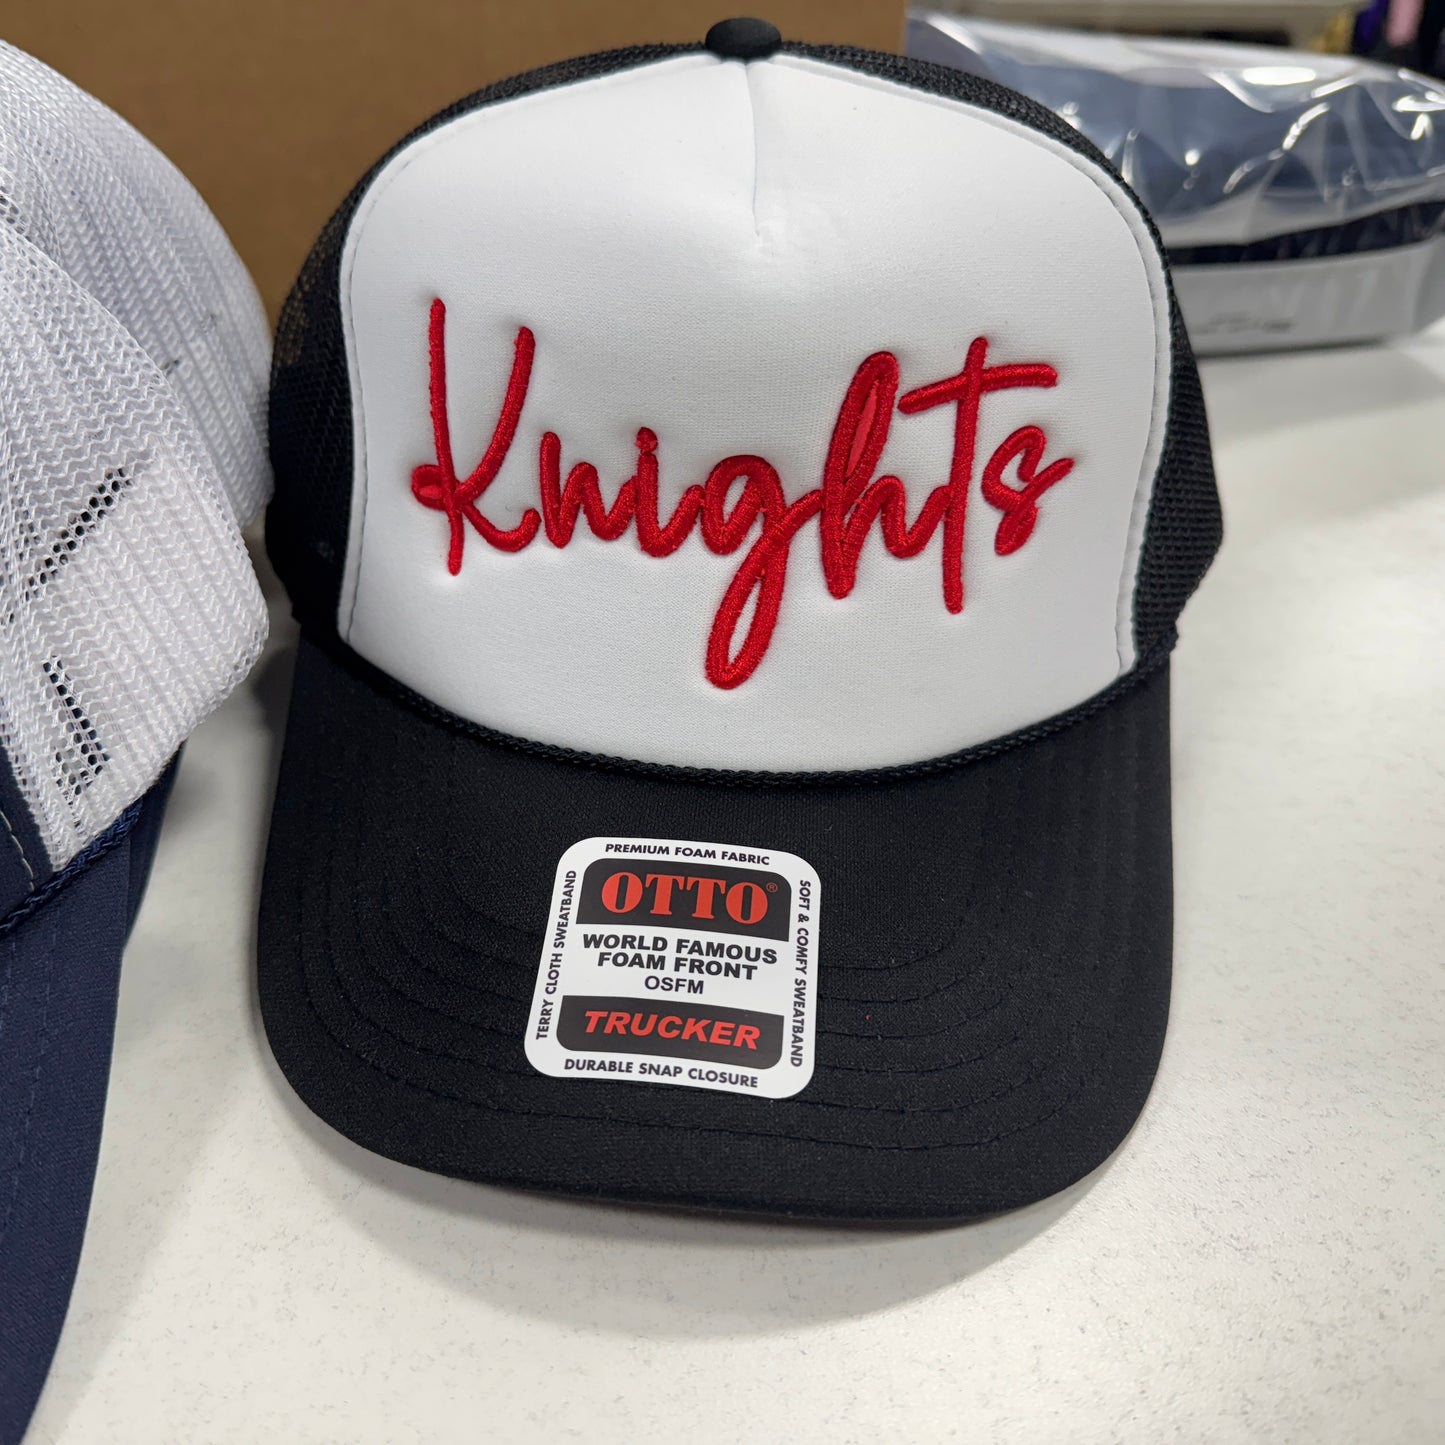 Knights
PREMIUM FOAM FABRIC
OTTO®
WORLD FAMOUS
FOAM FRONT
OSFM
TRUCKER
DURABLE SNAP CLOSURE
TERRY CLOTH SWEATBAND
SOFT & COMFY SWEATBAND